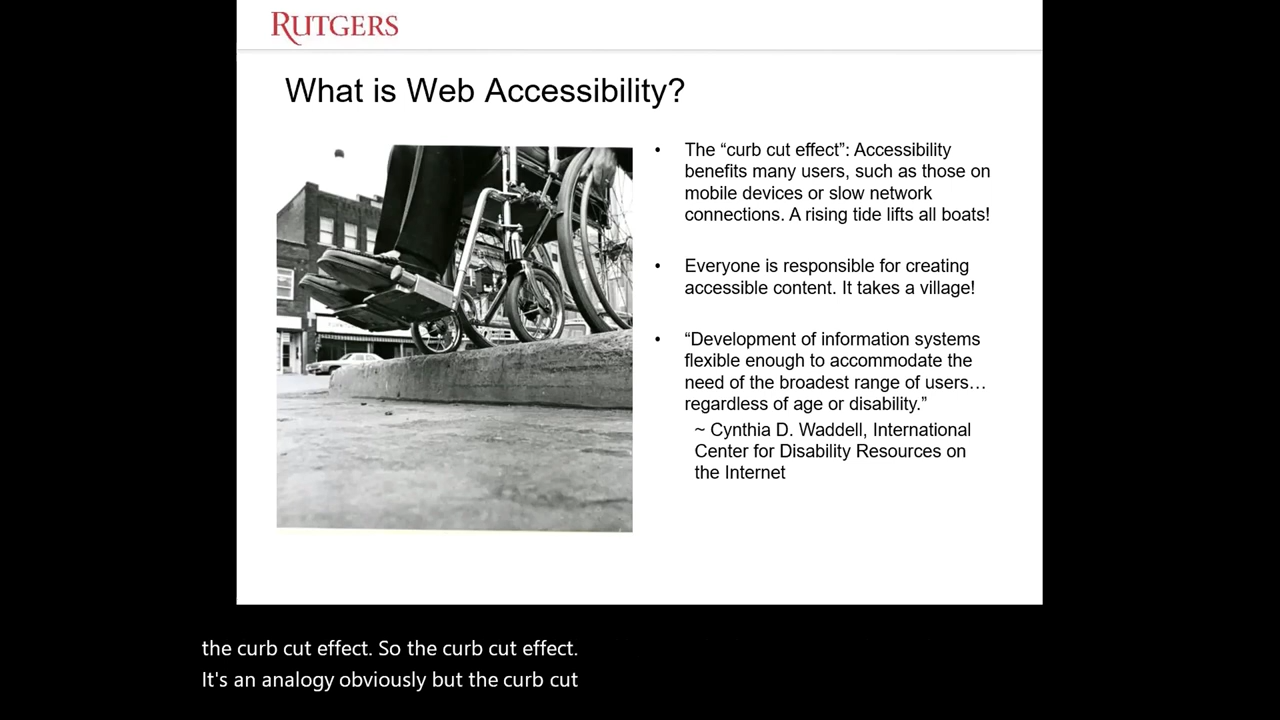 RUTGERS
What is Web Accessibility?
• The “curb cut effect”: Accessibility
benefits many users, such as those on
mobile devices or slow network
connections. A rising tide lifts all boats!
• Everyone is responsible for creating
accessible content. It takes a village!
• “Development of information systems
flexible enough to accommodate the
need of the broadest range of users…
regardless of age or disability.”
~ Cynthia D. Waddell, International
Center for Disability Resources on
the Internet
the curb cut effect. So the curb cut effect.
It's an analogy obviously but the curb cut